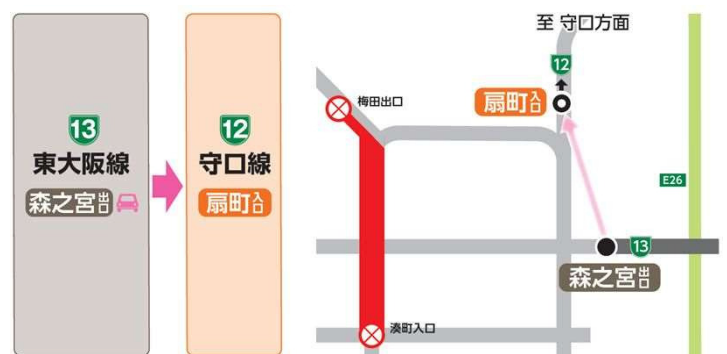 13
東大阪線
森之宮出口
12
守口線
扇町入口
至 守口方面
12
扇町入口
梅田出口
E26
13
森之宮出口
湊町入口